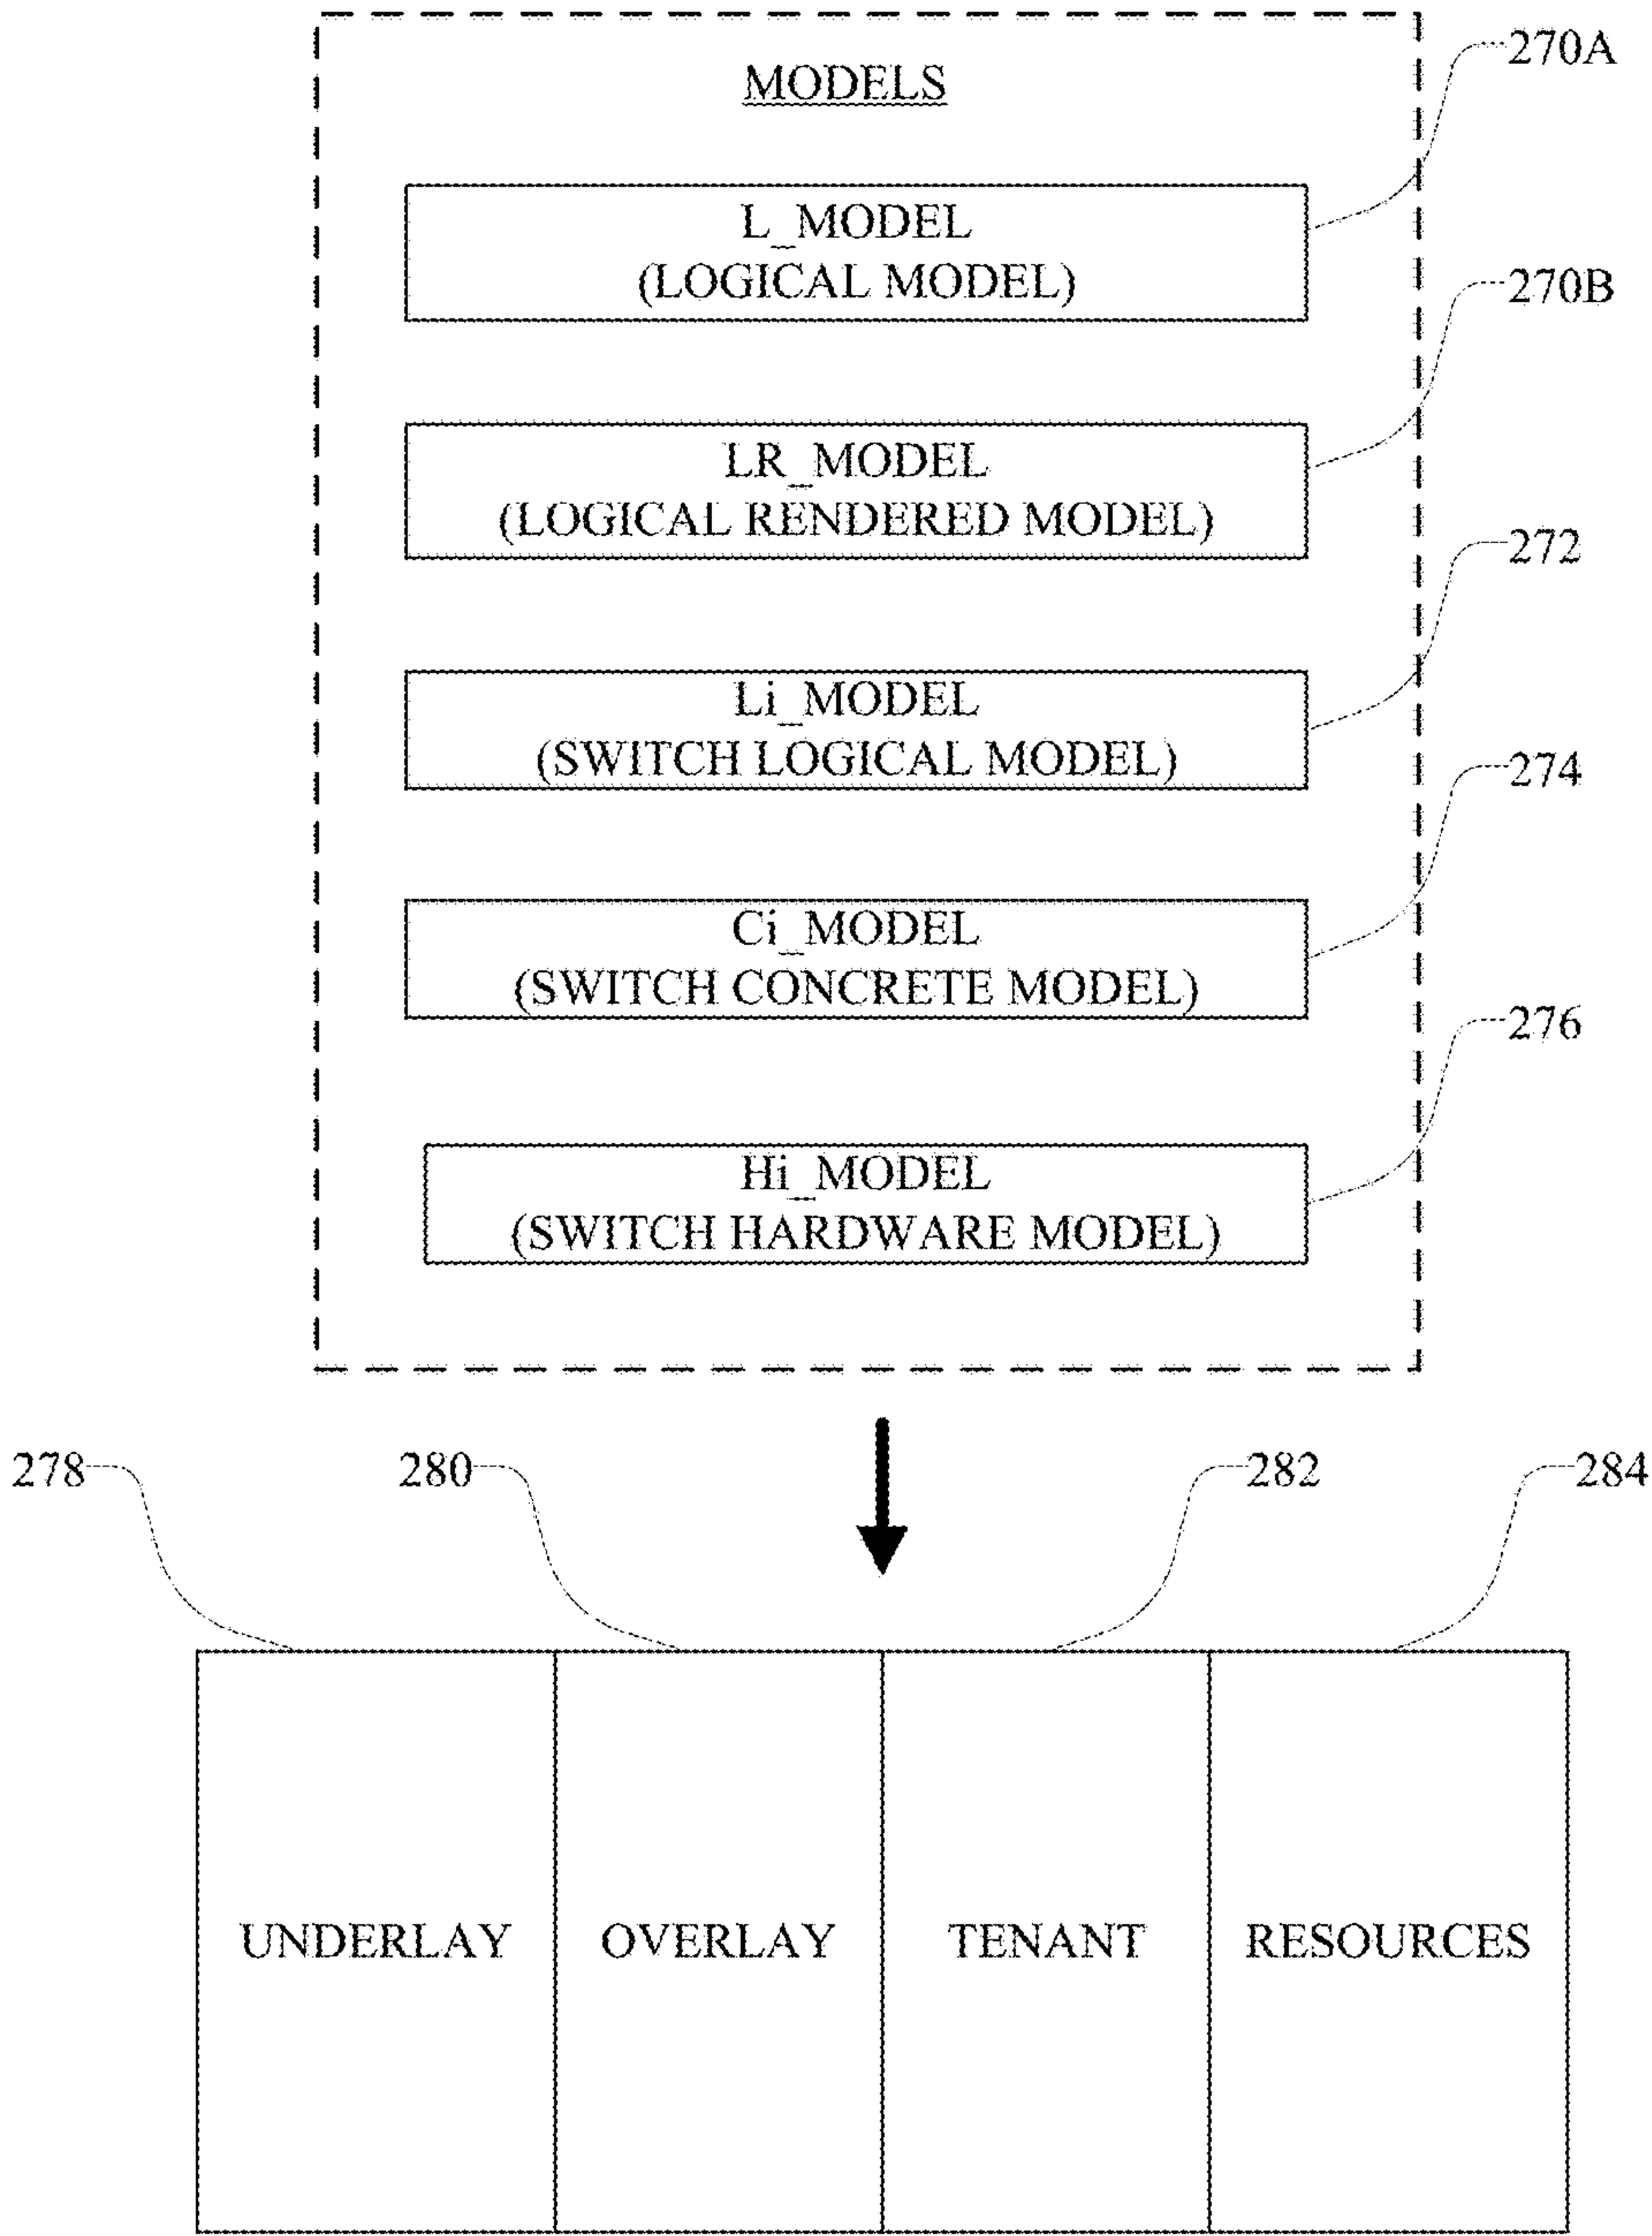 MODELS
270A
L_MODEL
(LOGICAL MODEL)
270B
LR_MODEL
(LOGICAL RENDERED MODEL)
272
Li_MODEL
(SWITCH LOGICAL MODEL)
274
Ci_MODEL
(SWITCH CONCRETE MODEL)
276
Hi_MODEL
(SWITCH HARDWARE MODEL)
278
280
282
284
UNDERLAY
OVERLAY
TENANT
RESOURCES